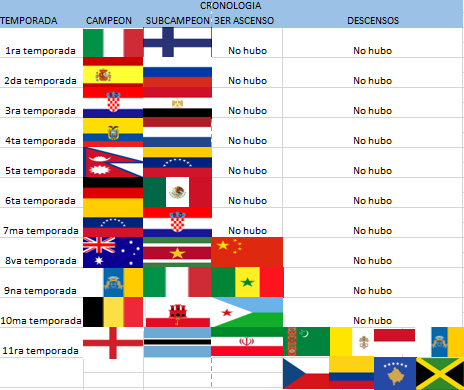 CRONOLOGIA
TEMPORADA CAMPEON SUBCAMPEON 3ER ASCENSO DESCENSOS
1ra temporada No hubo No hubo
2da temporada No hubo No hubo
3ra temporada No hubo No hubo
4ta temporada No hubo No hubo
5ta temporada No hubo No hubo
6ta temporada No hubo No hubo
7ma temporada No hubo No hubo
8va temporada No hubo
9na temporada No hubo
10ma temporada No hubo
11ra temporada